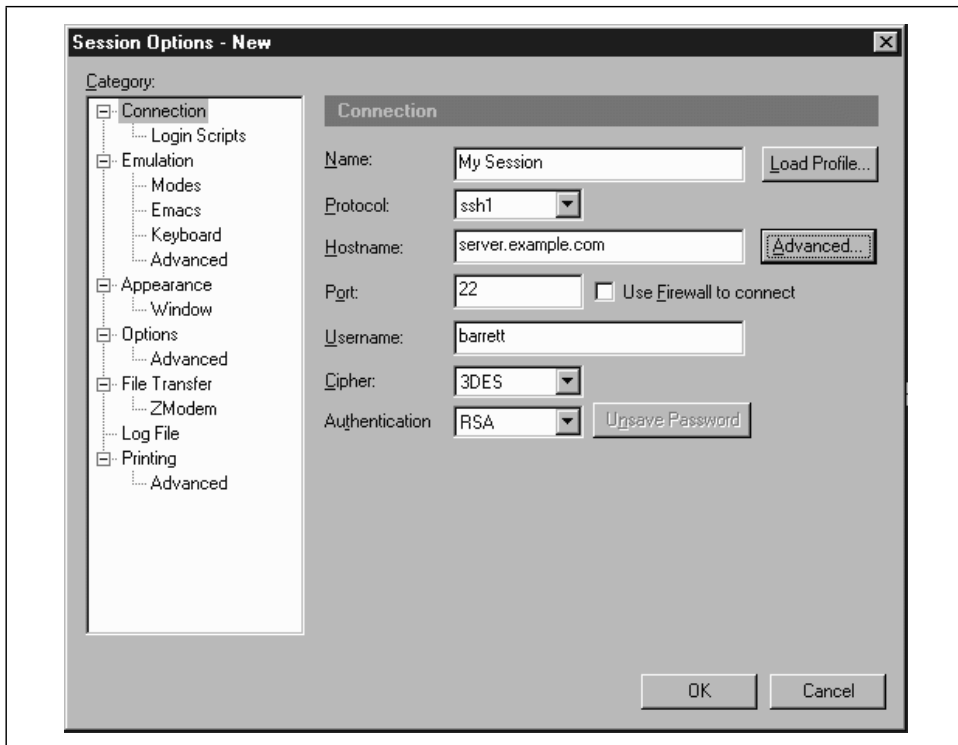 Session Options - New
Category:
Connection
Login Scripts
Emulation
Modes
Emacs
Keyboard
Advanced
Appearance
Window
Options
Advanced
File Transfer
ZModem
Log File
Printing
Advanced
Connection
Name: My Session Load Profile...
Protocol: ssh1
Hostname: server.example.com Advanced...
Port: 22 Use Firewall to connect
Username: barrett
Cipher: 3DES
Authentication RSA Unsave Password
OK Cancel